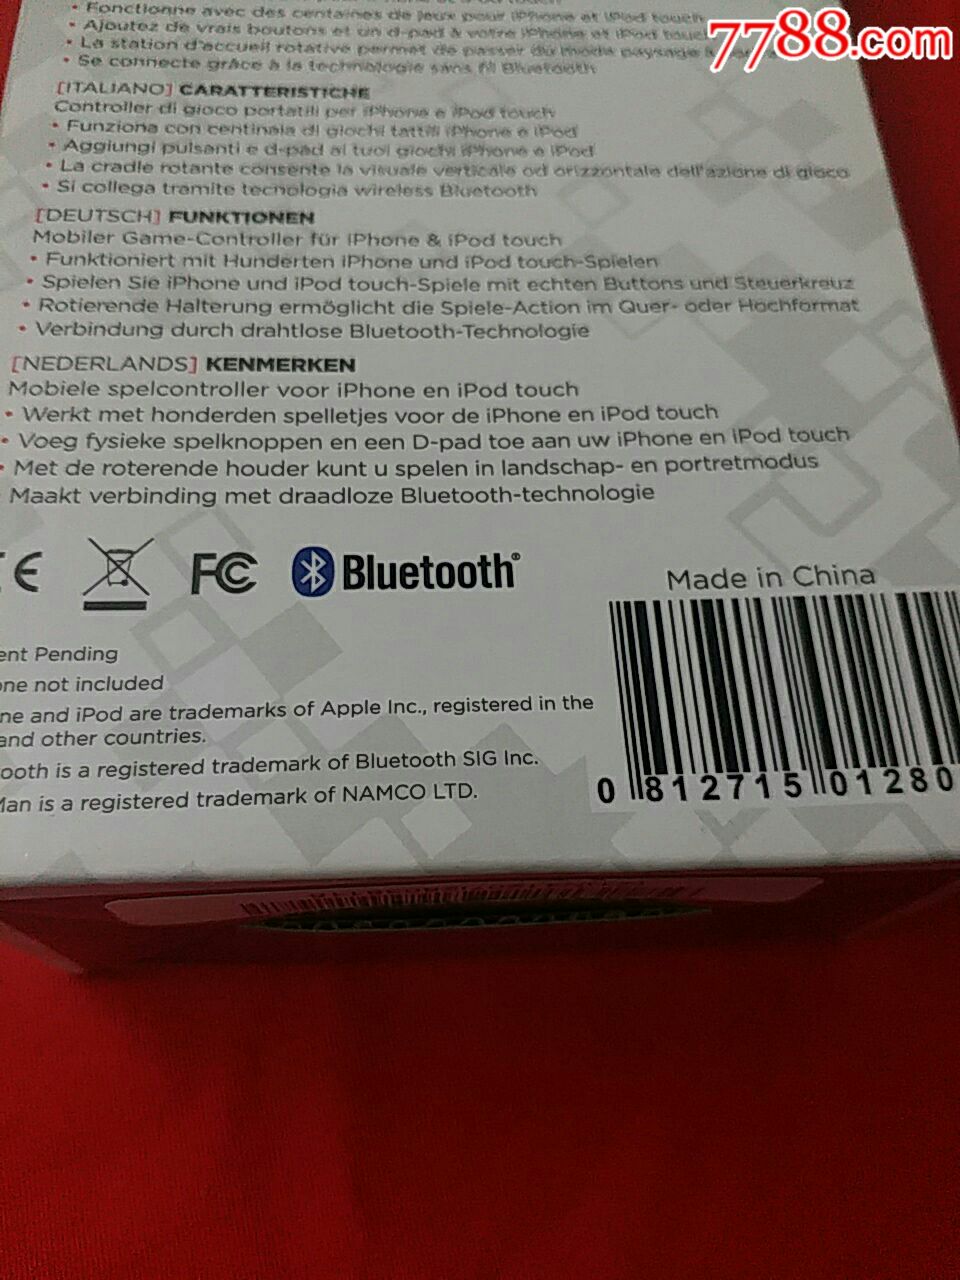 • Fonctionne avec des centaines de jeux pour iPhone et iPod touch
• Ajoutez de vrais boutons et un d-pad à votre iPhone et iPod touch
• La station d'accueil rotative permet de passer du mode paysage à
• Se connecte grâce à la technologie sans fil Bluetooth
7788.com
[ITALIANO] CARATTERISTICHE
Controller di gioco portatili per iPhone e iPod touch
• Funziona con centinaia di giochi tattili iPhone e iPod
• Aggiungi pulsanti e d-pad ai tuoi giochi iPhone e iPod
• La cradle rotante consente la visuale verticale od orizzontale dell'azione di gioco
• Si collega tramite tecnologia wireless Bluetooth
[DEUTSCH] FUNKTIONEN
Mobiler Game-Controller für iPhone & iPod touch
• Funktioniert mit Hunderten iPhone und iPod touch-Spielen
• Spielen Sie iPhone und iPod touch-Spiele mit echten Buttons und Steuerkreuz
• Rotierende Halterung ermöglicht die Spiele-Action im Quer- oder Hochformat
• Verbindung durch drahtlose Bluetooth-Technologie
[NEDERLANDS] KENMERKEN
Mobiele spelcontroller voor iPhone en iPod touch
• Werkt met honderden spelletjes voor de iPhone en iPod touch
• Voeg fysieke spelknoppen en een D-pad toe aan uw iPhone en iPod touch
• Met de roterende houder kunt u spelen in landschap- en portretmodus
Maakt verbinding met draadloze Bluetooth-technologie
CE FC Bluetooth®
Made in China
ent Pending
one not included
ne and iPod are trademarks of Apple Inc., registered in the
and other countries.
ooth is a registered trademark of Bluetooth SIG Inc.
Man is a registered trademark of NAMCO LTD.
0 812715 01280